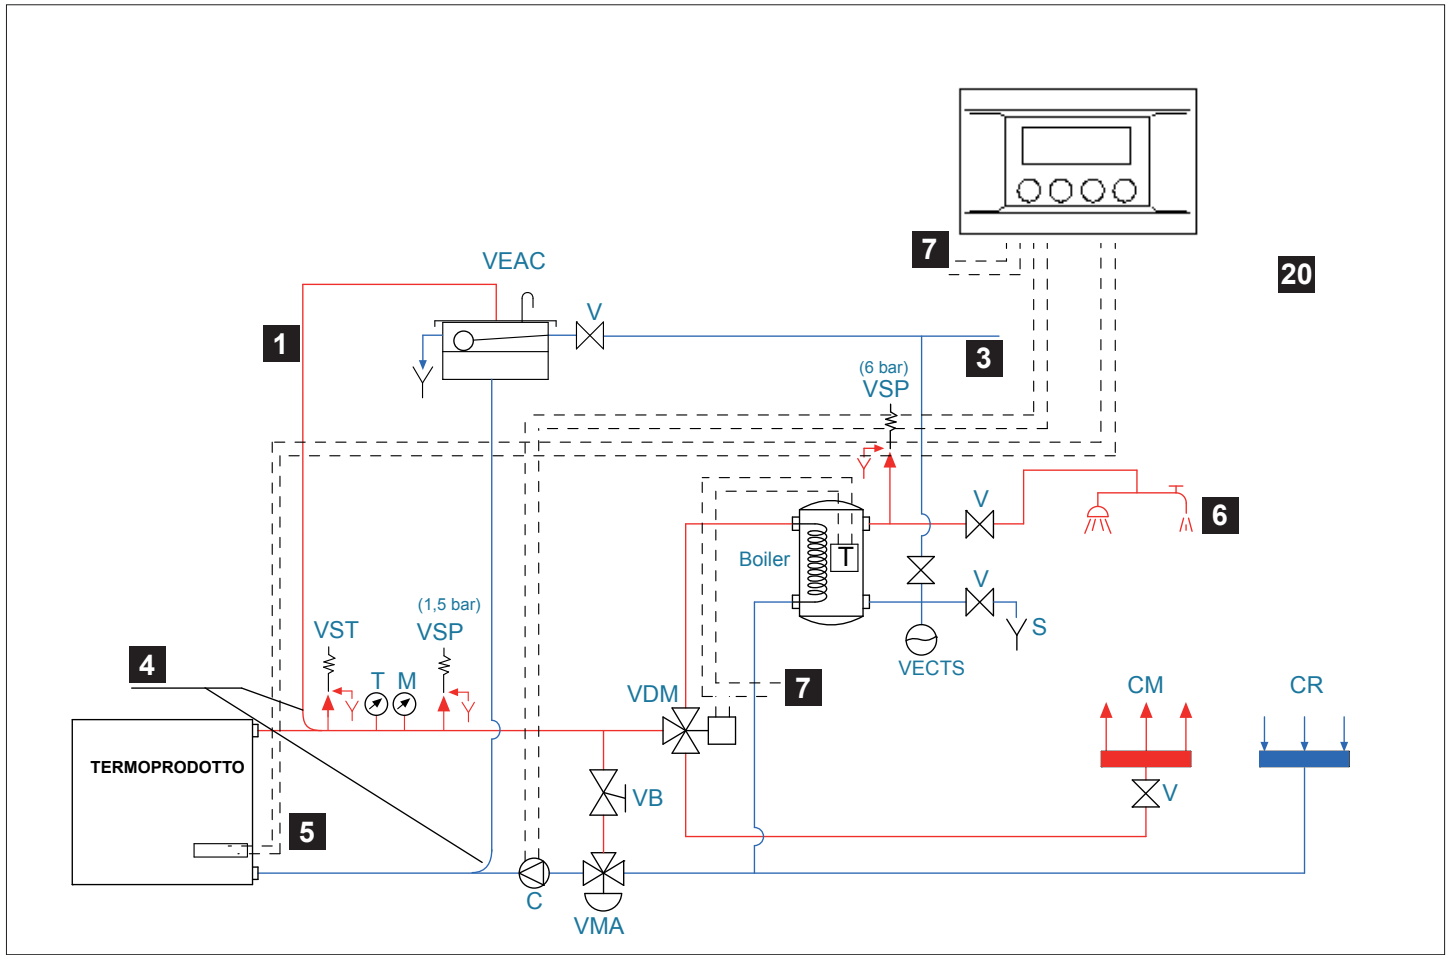 7
20
VEAC
V
1
3
(6 bar)
VSP
V
6
Boiler
T
V
(1,5 bar)
VST
VSP
S
VECTS
4
T
M
VDM
7
CM
CR
TERMOPRODOTTO
VB
V
5
C
VMA